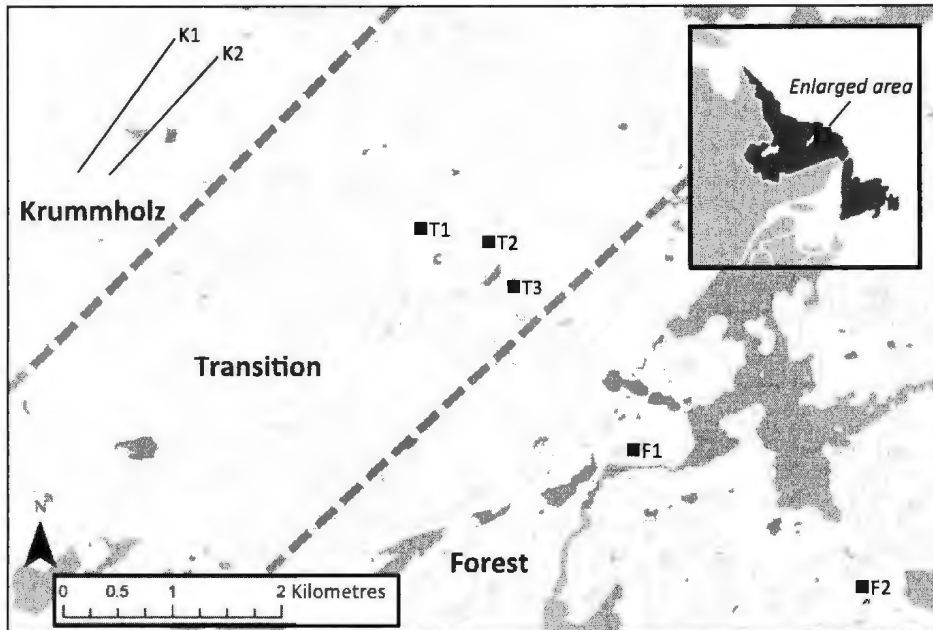 K1
K2
Enlarged area
Krummholz
T1
T2
T3
Transition
F1
N
Forest
F2
0 0.5 1 2 Kilometres